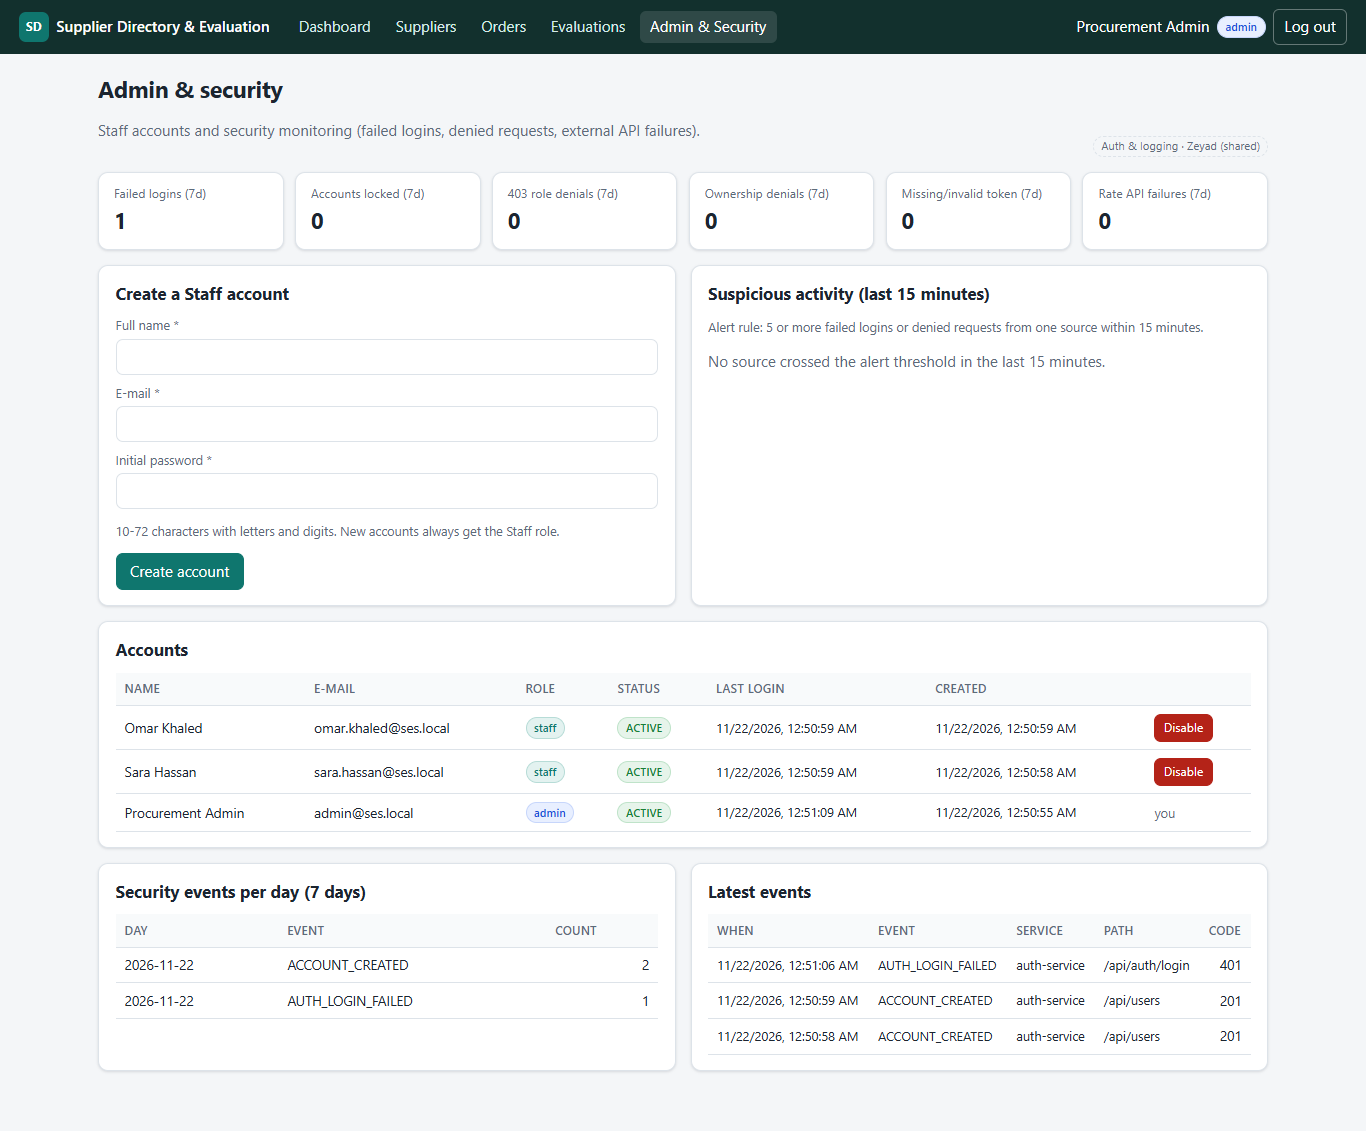 SD Supplier Directory & Evaluation Dashboard Suppliers Orders Evaluations Admin & Security Procurement Admin admin Log out
Admin & security
Staff accounts and security monitoring (failed logins, denied requests, external API failures).
Auth & logging · Zeyad (shared)
Failed logins (7d) Accounts locked (7d) 403 role denials (7d) Ownership denials (7d) Missing/invalid token (7d) Rate API failures (7d)
1 0 0 0 0 0
Create a Staff account
Full name *
E-mail *
Initial password *
10-72 characters with letters and digits. New accounts always get the Staff role.
Create account
Suspicious activity (last 15 minutes)
Alert rule: 5 or more failed logins or denied requests from one source within 15 minutes.
No source crossed the alert threshold in the last 15 minutes.
Accounts
NAME E-MAIL ROLE STATUS LAST LOGIN CREATED
Omar Khaled omar.khaled@ses.local staff ACTIVE 11/22/2026, 12:50:59 AM 11/22/2026, 12:50:59 AM Disable
Sara Hassan sara.hassan@ses.local staff ACTIVE 11/22/2026, 12:50:59 AM 11/22/2026, 12:50:58 AM Disable
Procurement Admin admin@ses.local admin ACTIVE 11/22/2026, 12:51:09 AM 11/22/2026, 12:50:55 AM you
Security events per day (7 days)
DAY EVENT COUNT
2026-11-22 ACCOUNT_CREATED 2
2026-11-22 AUTH_LOGIN_FAILED 1
Latest events
WHEN EVENT SERVICE PATH CODE
11/22/2026, 12:51:06 AM AUTH_LOGIN_FAILED auth-service /api/auth/login 401
11/22/2026, 12:50:59 AM ACCOUNT_CREATED auth-service /api/users 201
11/22/2026, 12:50:58 AM ACCOUNT_CREATED auth-service /api/users 201